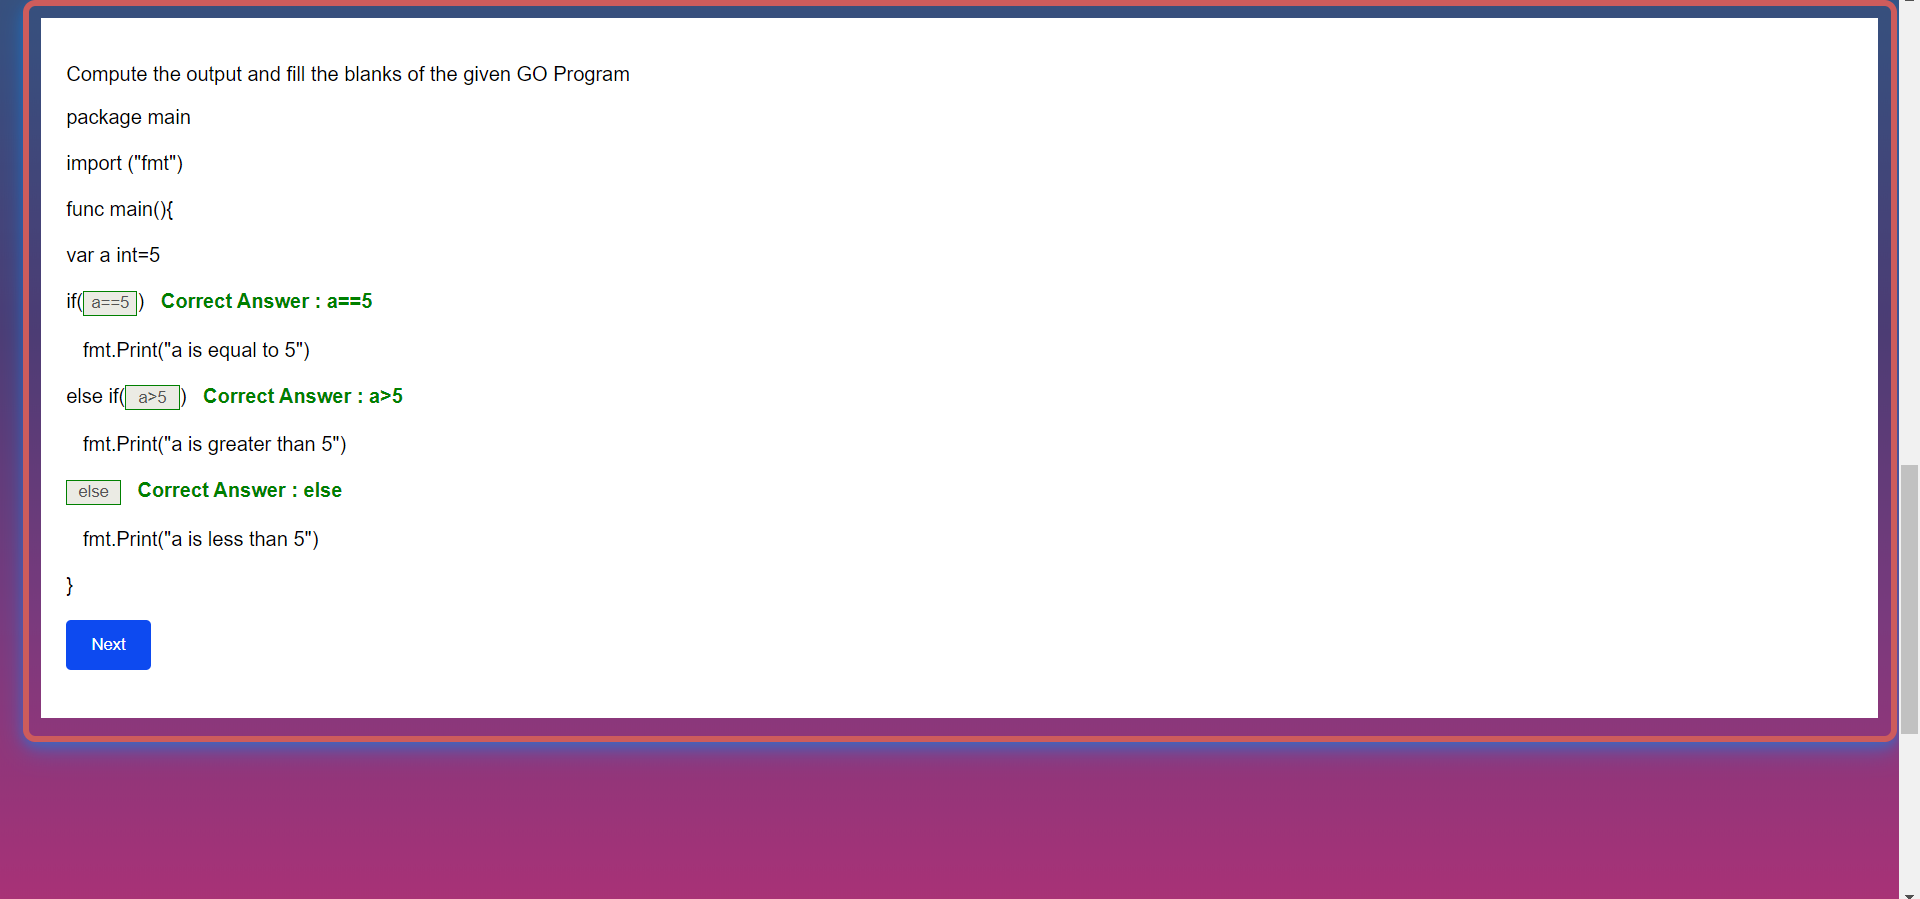 Compute the output and fill the blanks of the given GO Program
package main
import ("fmt")
func main(){
var a int=5
if( a==5 ) Correct Answer : a==5
fmt.Print("a is equal to 5")
else if( a>5 ) Correct Answer : a>5
fmt.Print("a is greater than 5")
else Correct Answer : else
fmt.Print("a is less than 5")
}
Next